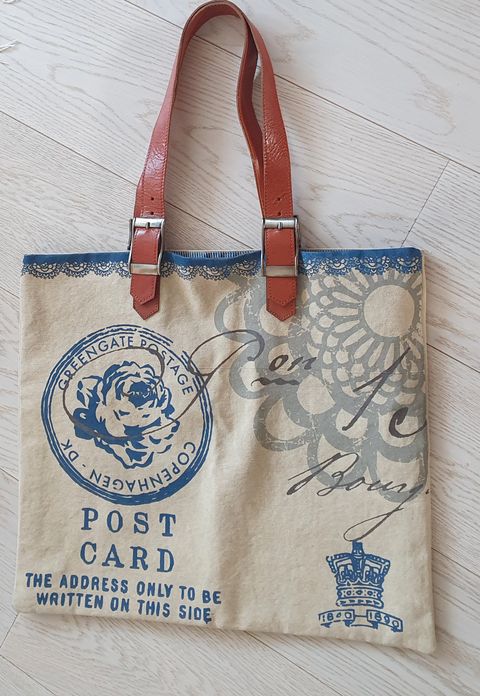 GREENGATE POSTAGE
COPENHAGEN - DK
POST
CARD
THE ADDRESS ONLY TO BE
WRITTEN ON THIS SIDE
1840 - 1890